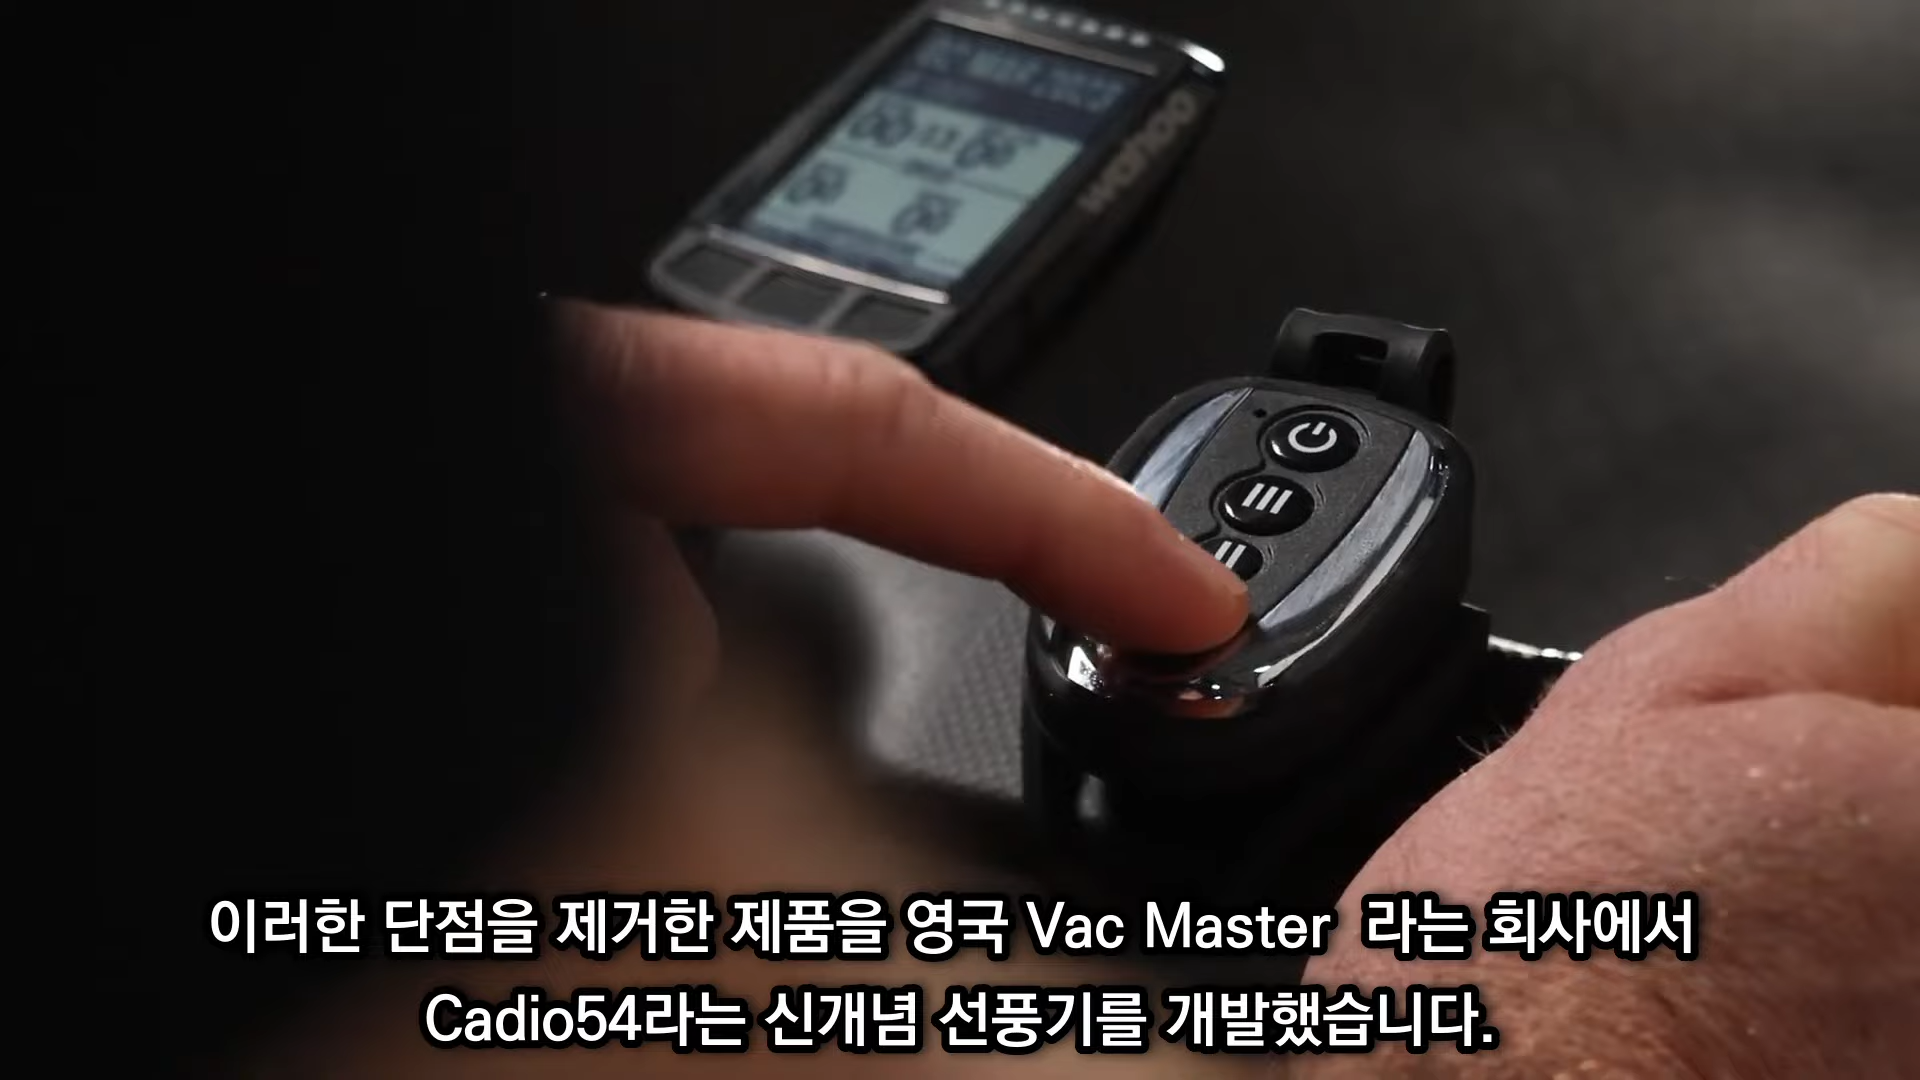 wahoo
이러한 단점을 제거한 제품을 영국 Vac Master 라는 회사에서
Cadio54라는 신개념 선풍기를 개발했습니다.